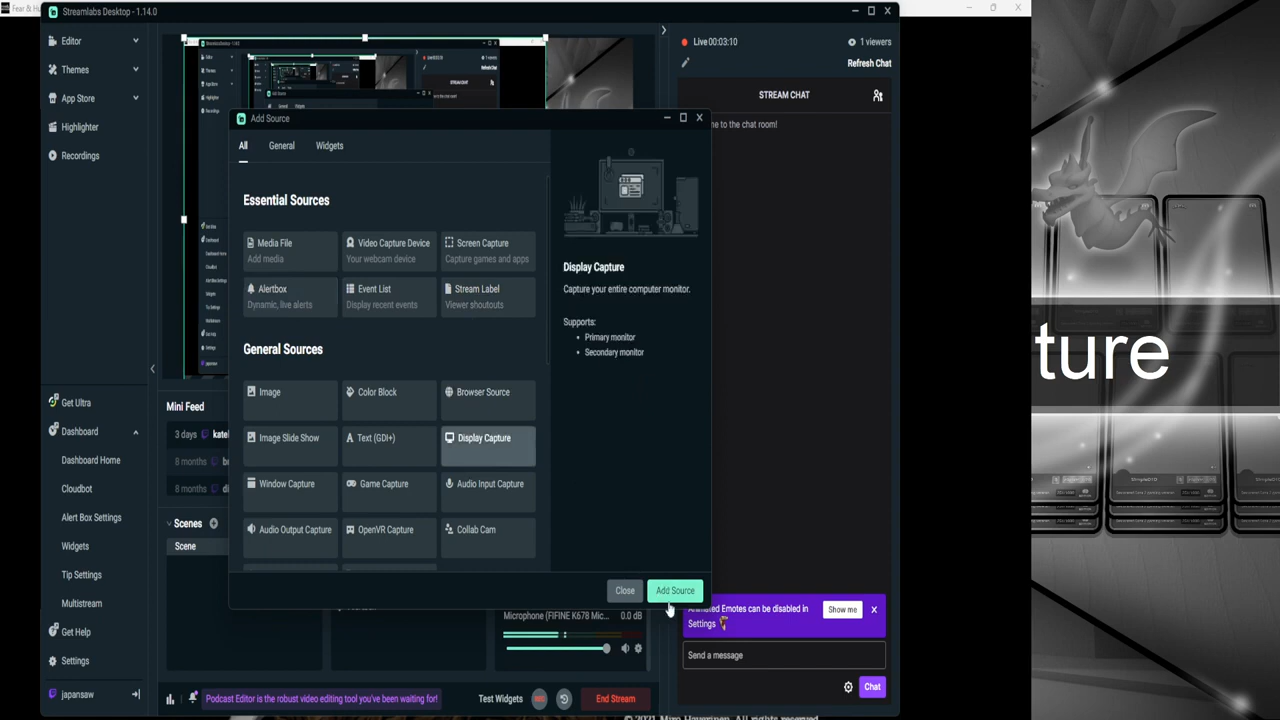 Fear & Hu
Streamlabs Desktop - 1.14.0
Editor
Themes
App Store
Highlighter
Recordings
Get Ultra
Dashboard
Dashboard Home
Cloudbot
Alert Box Settings
Widgets
Tip Settings
Multistream
Get Help
Settings
japansaw
Live 00:03:10
1 viewers
Refresh Chat
STREAM CHAT
me to the chat room!
Add Source
All
General
Widgets
Essential Sources
Media File
Add media
Video Capture Device
Your webcam device
Screen Capture
Capture games and apps
Alertbox
Dynamic, live alerts
Event List
Display recent events
Stream Label
Viewer shoutouts
General Sources
Image
Color Block
Browser Source
Image Slide Show
Text (GDI+)
Display Capture
Window Capture
Game Capture
Audio Input Capture
Audio Output Capture
OpenVR Capture
Collab Cam
Display Capture
Capture your entire computer monitor.
Supports:
• Primary monitor
• Secondary monitor
Close
Add Source
Mini Feed
3 days
8 months
8 months
Scenes
Scene
Microphone (FIFINE K678 Mic... 0.0 dB
Animated Emotes can be disabled in
Settings
Show me
Send a message
Chat
Podcast Editor is the robust video editing tool you've been waiting for!
Test Widgets
REC
End Stream
ture